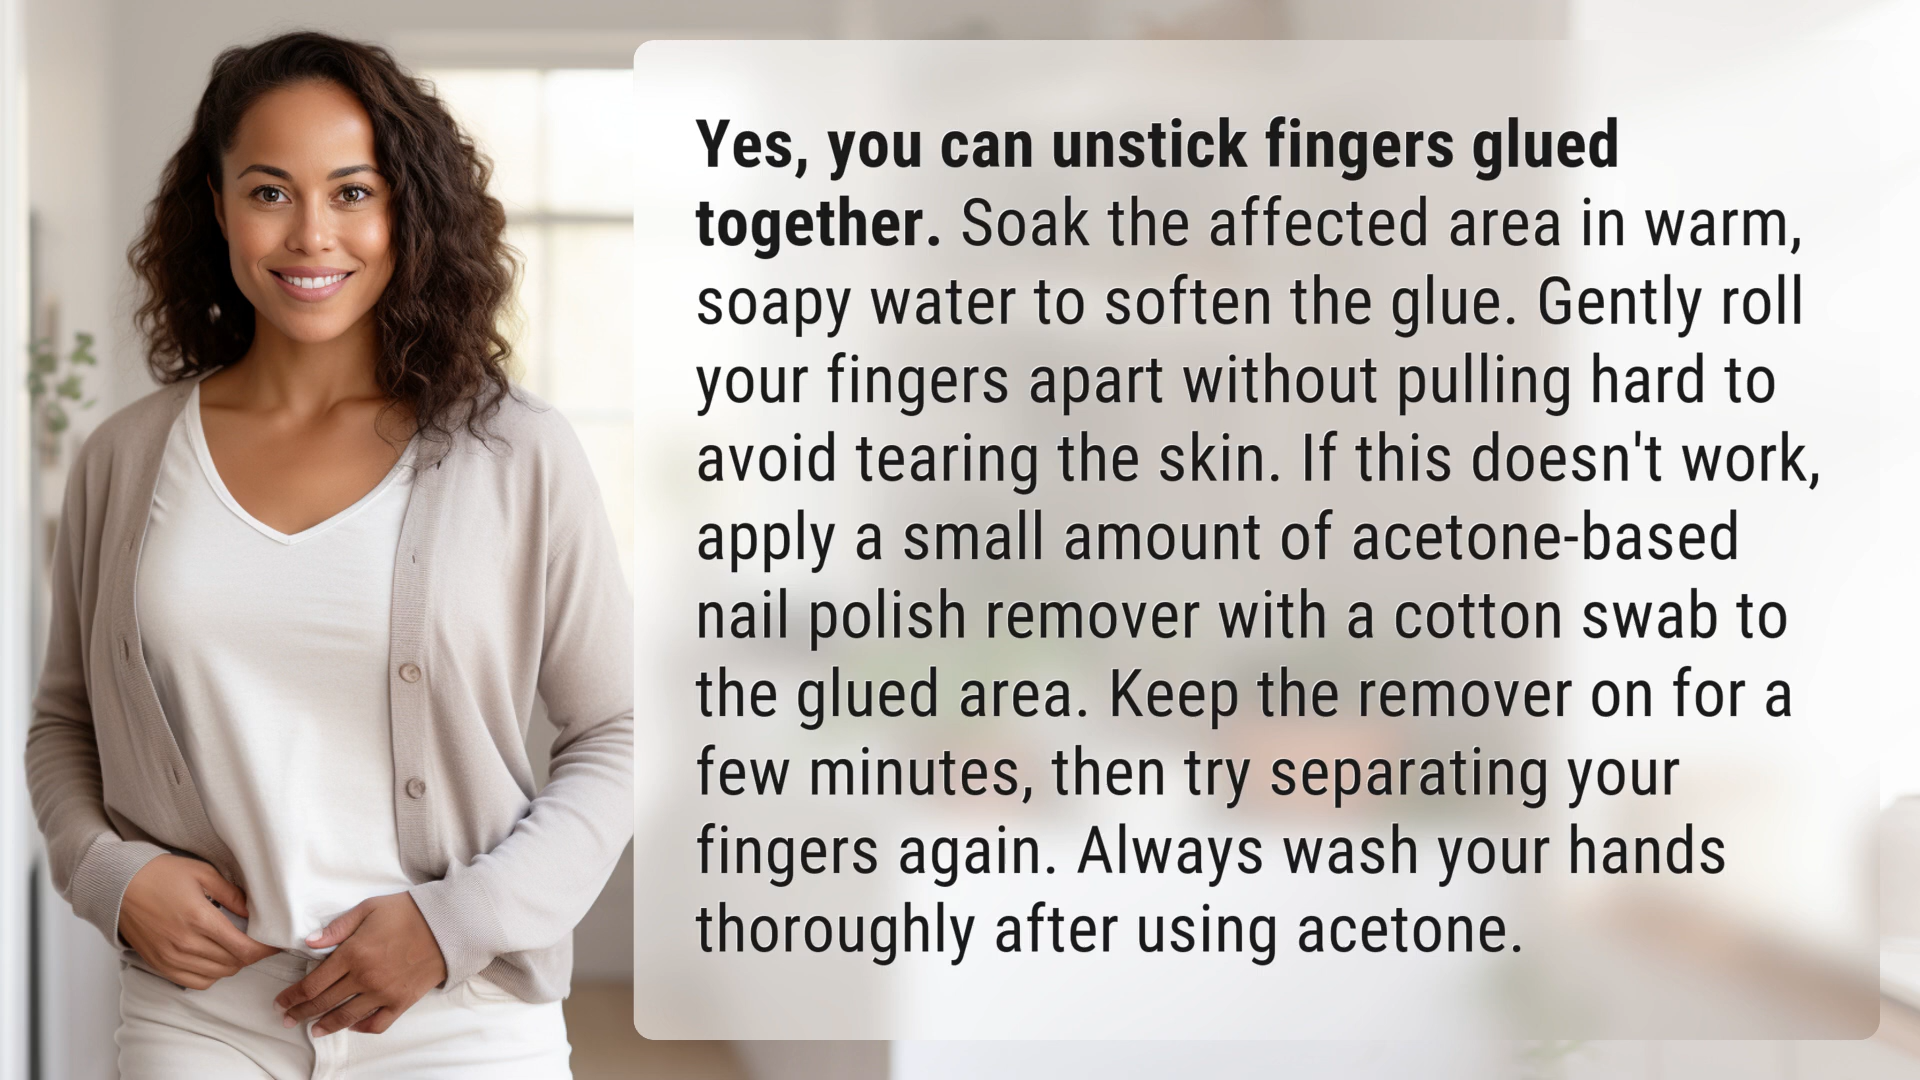 Yes, you can unstick fingers glued
together. Soak the affected area in warm,
soapy water to soften the glue. Gently roll
your fingers apart without pulling hard to
avoid tearing the skin. If this doesn't work,
apply a small amount of acetone-based
nail polish remover with a cotton swab to
the glued area. Keep the remover on for a
few minutes, then try separating your
fingers again. Always wash your hands
thoroughly after using acetone.